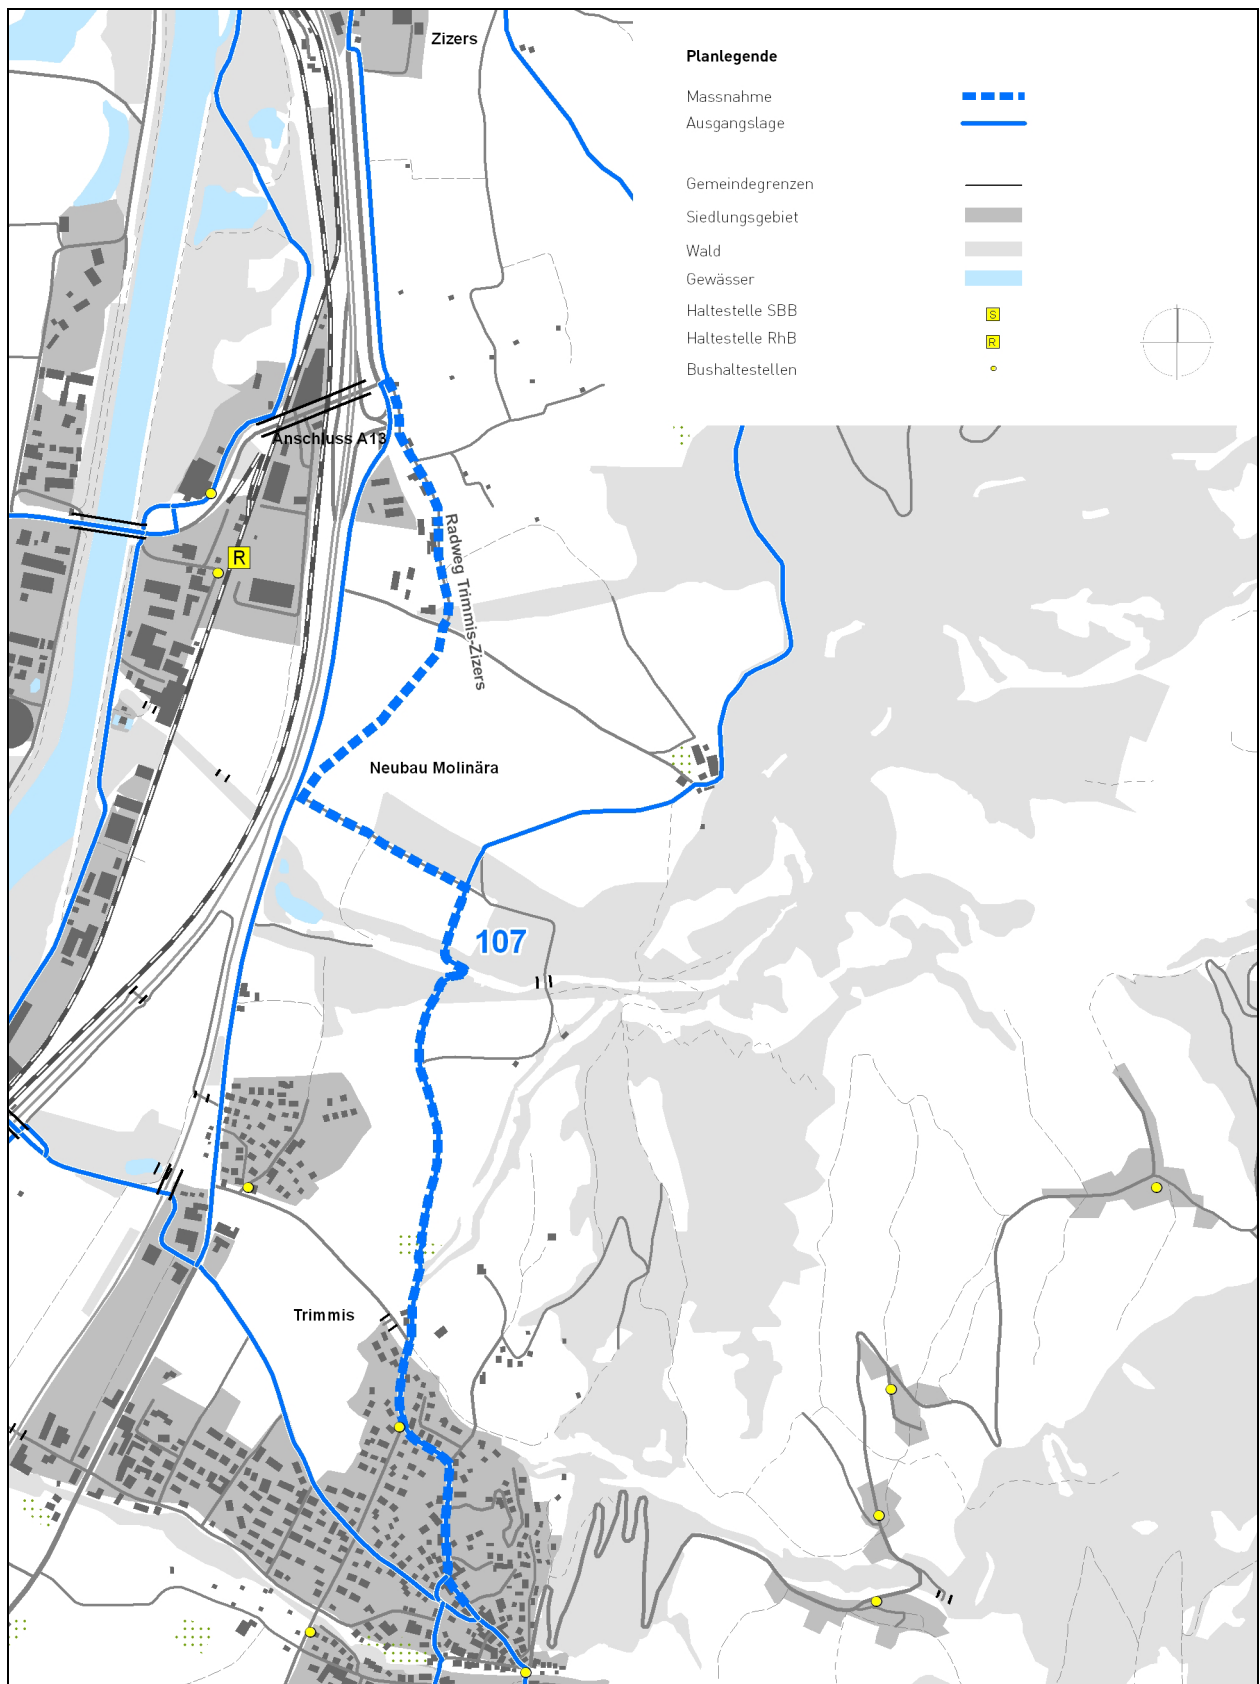 Zizers
Planlegende
Massnahme
Ausgangslage
Gemeindegrenzen
Siedlungsgebiet
Wald
Gewässer
Haltestelle SBB
S
Haltestelle RhB
R
Bushaltestellen
Anschluss A13
R
Radweg Trimmis-Zizers
Neubau Molinära
107
Trimmis